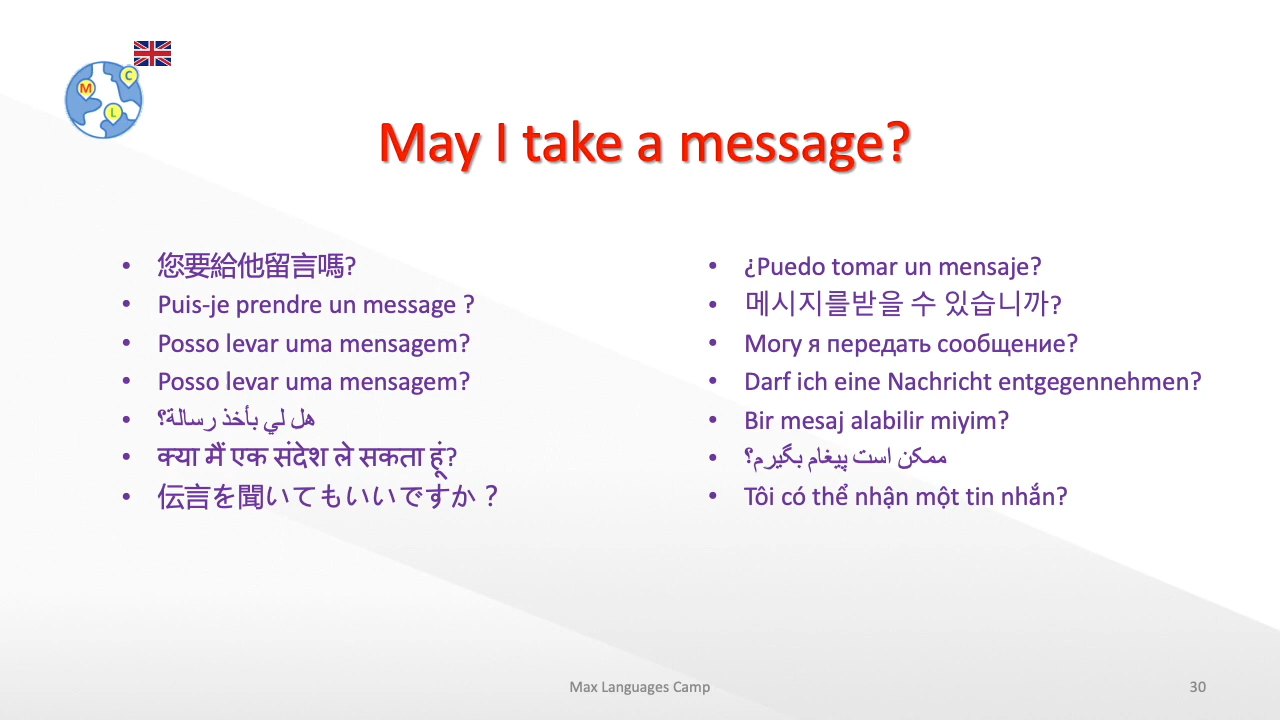 M
C
L
May I take a message?
• 您要給他留言嗎?
• Puis-je prendre un message ?
• Posso levar uma mensagem?
• Posso levar uma mensagem?
• هل لي بأخذ رسالة؟
• क्या मैं एक संदेश ले सकता हूं?
• 伝言を聞いてもいいですか？
• ¿Puedo tomar un mensaje?
• 메시지를받을 수 있습니까?
• Могу я передать сообщение?
• Darf ich eine Nachricht entgegennehmen?
• Bir mesaj alabilir miyim?
• ممکن است پیغام بگیرم؟
• Tôi có thể nhận một tin nhắn?
Max Languages Camp
30